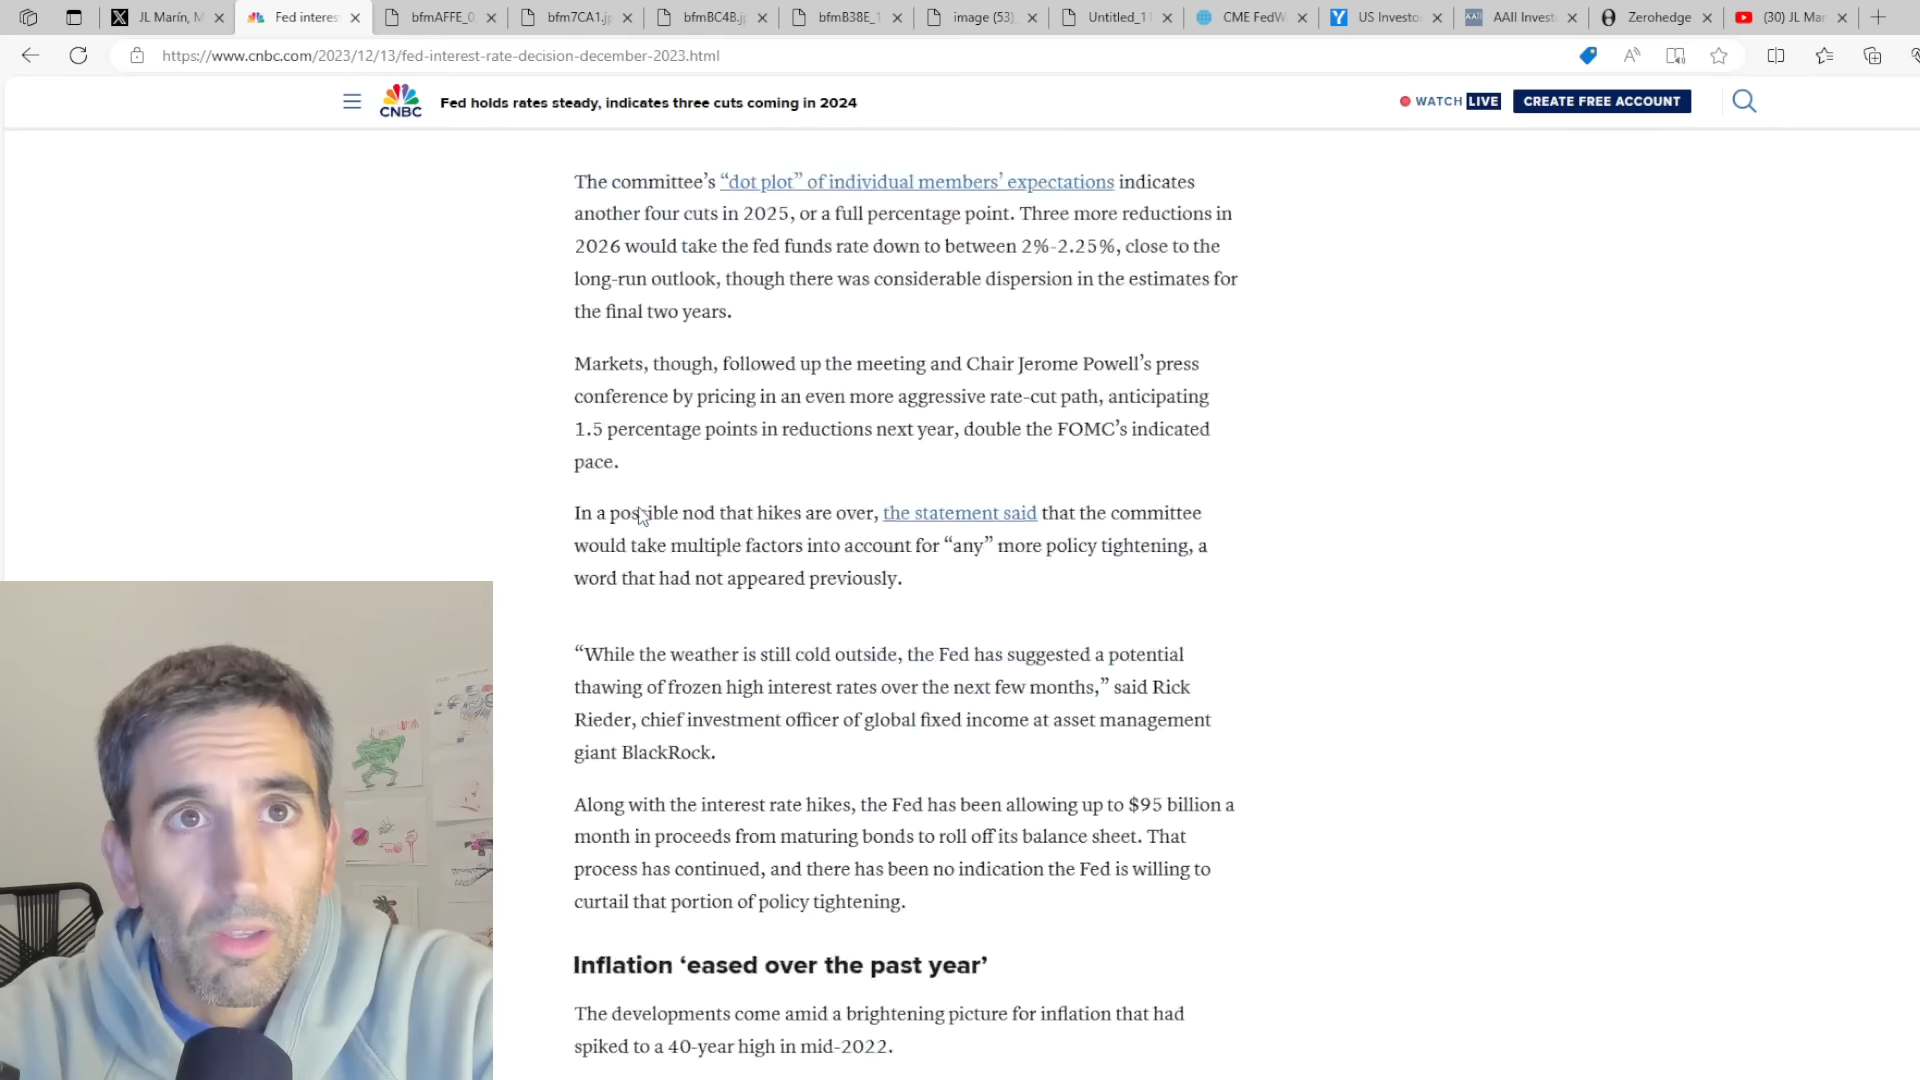 JL Marín, M
Fed interes
bfmAFFE_0
bfm7CA1.j
bfmBC4B.j
bfmB38E_1
image (53)
Untitled_1
CME FedW
US Investo
AAII Invest
Zerohedge
(30) JL Mar
https://www.cnbc.com/2023/12/13/fed-interest-rate-decision-december-2023.html
CNBC
Fed holds rates steady, indicates three cuts coming in 2024
WATCH LIVE
CREATE FREE ACCOUNT
The committee’s “dot plot” of individual members’ expectations indicates
another four cuts in 2025, or a full percentage point. Three more reductions in
2026 would take the fed funds rate down to between 2%-2.25%, close to the
long-run outlook, though there was considerable dispersion in the estimates for
the final two years.
Markets, though, followed up the meeting and Chair Jerome Powell’s press
conference by pricing in an even more aggressive rate-cut path, anticipating
1.5 percentage points in reductions next year, double the FOMC’s indicated
pace.
In a possible nod that hikes are over, the statement said that the committee
would take multiple factors into account for “any” more policy tightening, a
word that had not appeared previously.
“While the weather is still cold outside, the Fed has suggested a potential
thawing of frozen high interest rates over the next few months,” said Rick
Rieder, chief investment officer of global fixed income at asset management
giant BlackRock.
Along with the interest rate hikes, the Fed has been allowing up to $95 billion a
month in proceeds from maturing bonds to roll off its balance sheet. That
process has continued, and there has been no indication the Fed is willing to
curtail that portion of policy tightening.
Inflation ‘eased over the past year’
The developments come amid a brightening picture for inflation that had
spiked to a 40-year high in mid-2022.